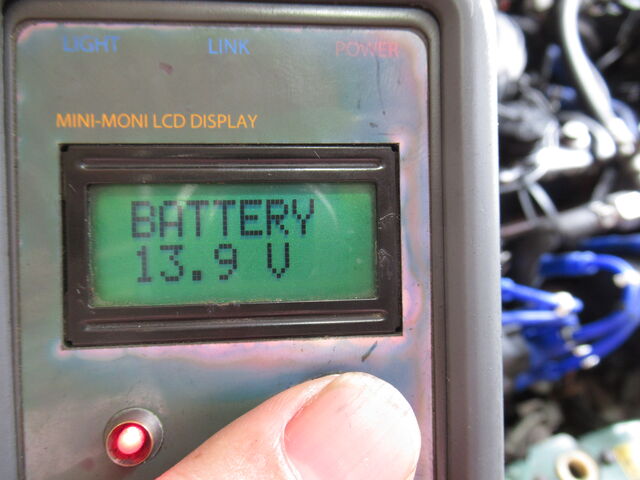 LIGHT LINK POWER
MINI-MONI LCD DISPLAY
BATTERY
13.9 V